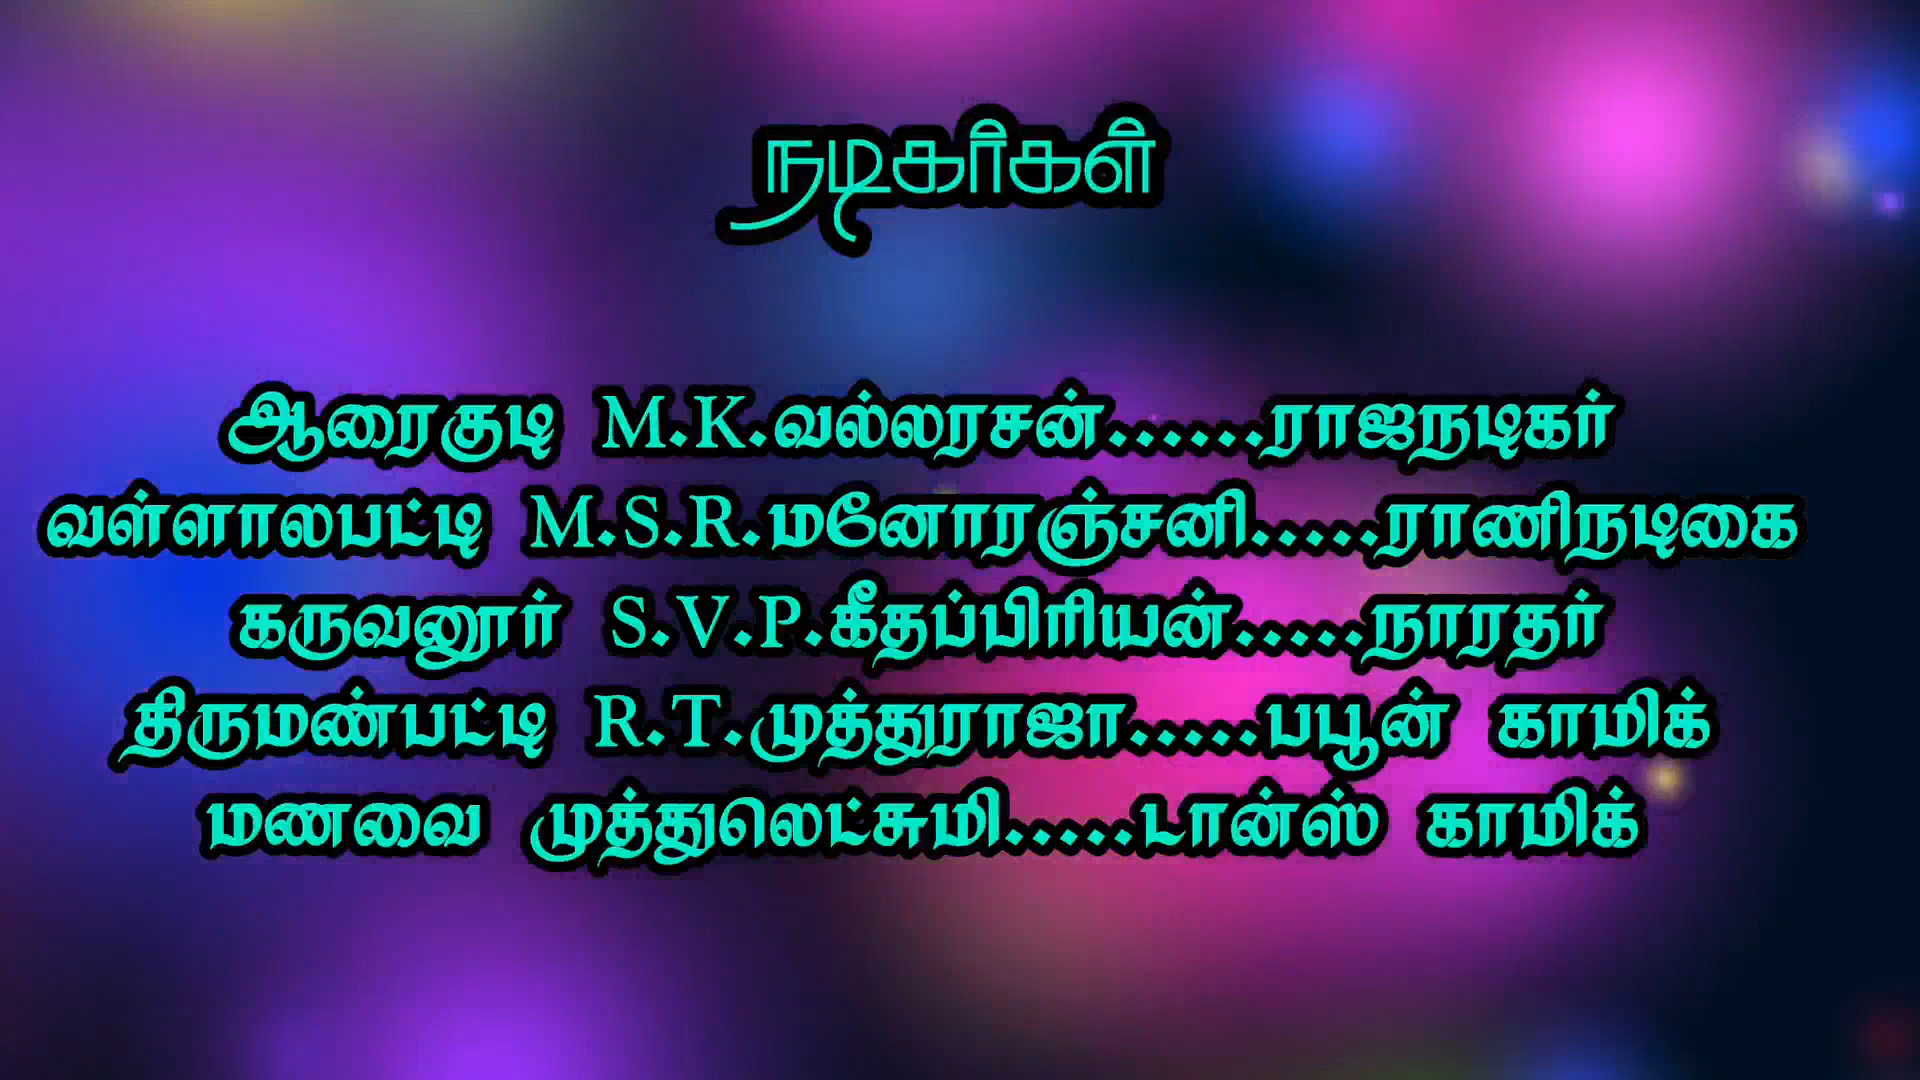 நடிகர்கள்
ஆரைகுடி M.K.வல்லரசன்......ராஜநடிகர்
வள்ளாலபட்டி M.S.R.மனோரஞ்சனி.....ராணிநடிகை
கருவனூர் S.V.P.கீதப்பிரியன்.....நாரதர்
திருமண்பட்டி R.T.முத்துராஜா.....பபூன் காமிக்
மணவை முத்துலெட்சுமி.....டான்ஸ் காமிக்